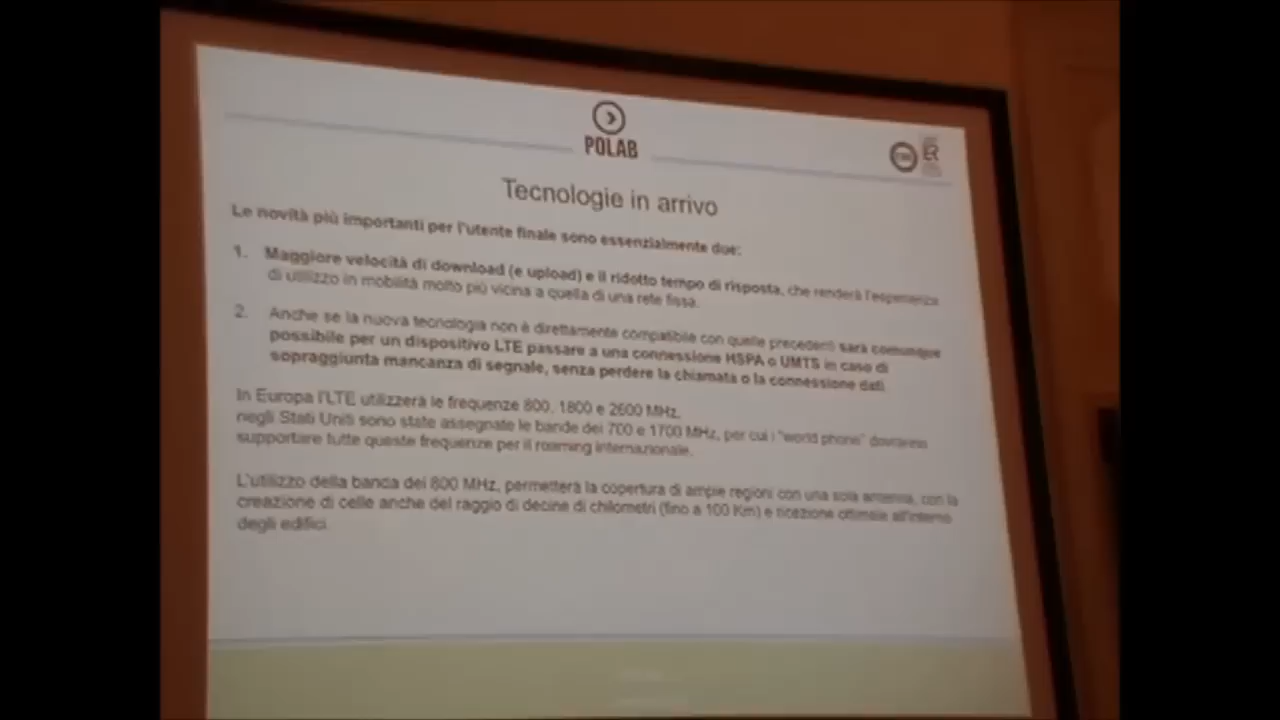 POLAB
ER
Tecnologie in arrivo
Le novità più importanti per l'utente finale sono essenzialmente due:
1. Maggiore velocità di download (e upload) e il ridotto tempo di risposta, che renderà l'esperienza
di utilizzo in mobilità molto più vicina a quella di una rete fissa.
2. Anche se la nuova tecnologia non è direttamente compatibile con quelle precedenti sarà comunque
possibile per un dispositivo LTE passare a una connessione HSPA o UMTS in caso di
sopraggiunta mancanza di segnale, senza perdere la chiamata o la connessione dati.
In Europa l'LTE utilizzerà le frequenze 800, 1800 e 2600 MHz,
negli Stati Uniti sono state assegnate le bande dei 700 e 1700 MHz, per cui i "world phone" dovranno
supportare tutte queste frequenze per il roaming internazionale.
L'utilizzo della banda dei 800 MHz, permetterà la copertura di ampie regioni con una sola antenna, con la
creazione di celle anche del raggio di decine di chilometri (fino a 100 Km) e ricezione ottimale all'interno
degli edifici.